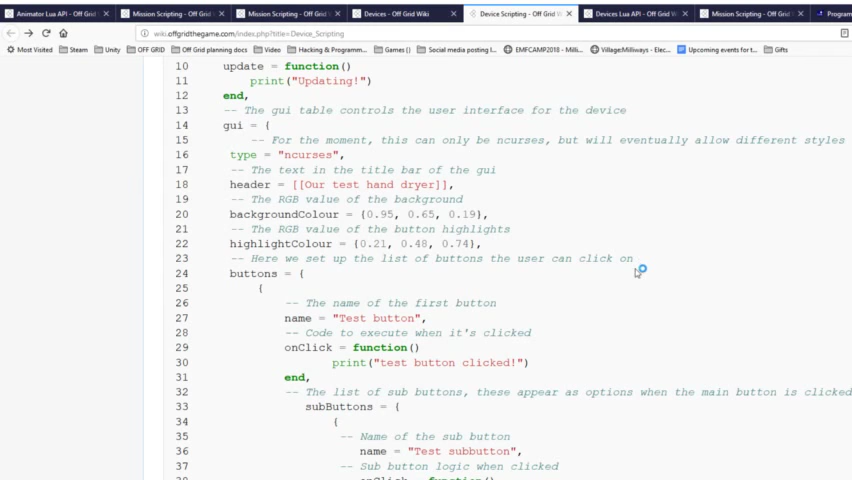 Animator Lua API - Off Grid
Mission Scripting - Off Grid
Mission Scripting - Off Grid
Devices - Off Grid Wiki
Device Scripting - Off Grid W
Devices Lua API - Off Grid W
Mission Scripting - Off Grid
Program
wiki.offgridthegame.com/index.php?title=Device_Scripting
Most Visited Steam Unity OFF GRID Off Grid planning docs Video Hacking & Programm... Games () Social media posting l... EMFCAMP2018 - Milli... Village:Milliways - Elec... Upcoming events for t... Gifts
10 update = function()
11 print("Updating!")
12 end,
13 -- The gui table controls the user interface for the device
14 gui = {
15 -- For the moment, this can only be ncurses, but will eventually allow different styles
16 type = "ncurses",
17 -- The text in the title bar of the gui
18 header = [[Our test hand dryer]],
19 -- The RGB value of the background
20 backgroundColour = {0.95, 0.65, 0.19},
21 -- The RGB value of the button highlights
22 highlightColour = {0.21, 0.48, 0.74},
23 -- Here we set up the list of buttons the user can click on
24 buttons = {
25 {
26 -- The name of the first button
27 name = "Test button",
28 -- Code to execute when it's clicked
29 onClick = function()
30 print("test button clicked!")
31 end,
32 -- The list of sub buttons, these appear as options when the main button is clicked
33 subButtons = {
34 {
35 -- Name of the sub button
36 name = "Test subbutton",
37 -- Sub button logic when clicked
38 onClick = function()